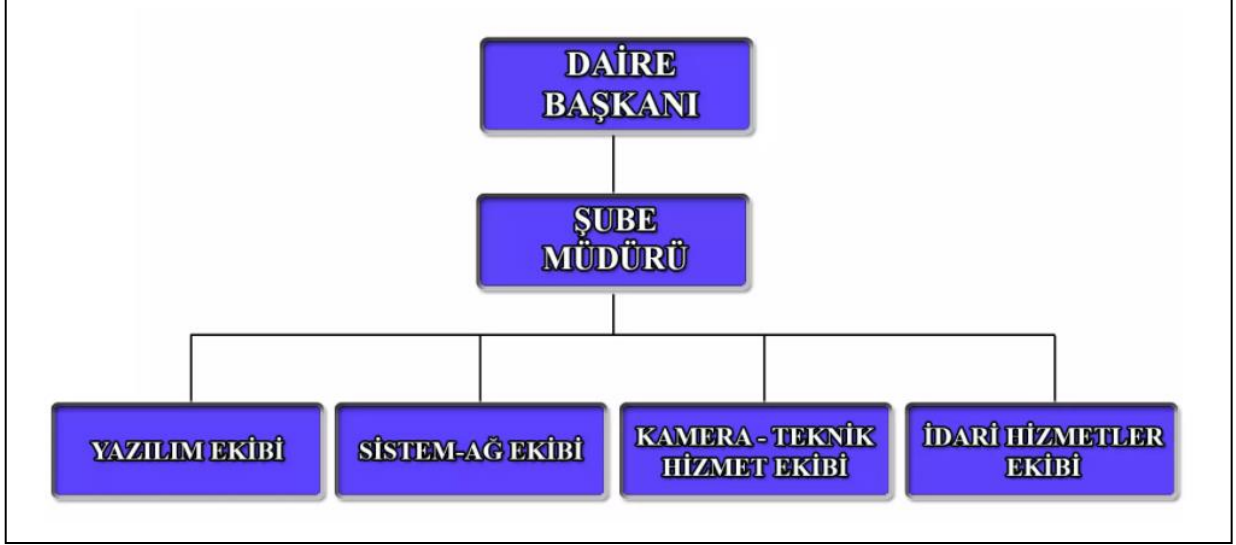 DAİRE
BAŞKANI
ŞUBE
MÜDÜRÜ
YAZILIM EKİBİ
SİSTEM-AĞ EKİBİ
KAMERA - TEKNİK
HİZMET EKİBİ
İDARİ HİZMETLER
EKİBİ